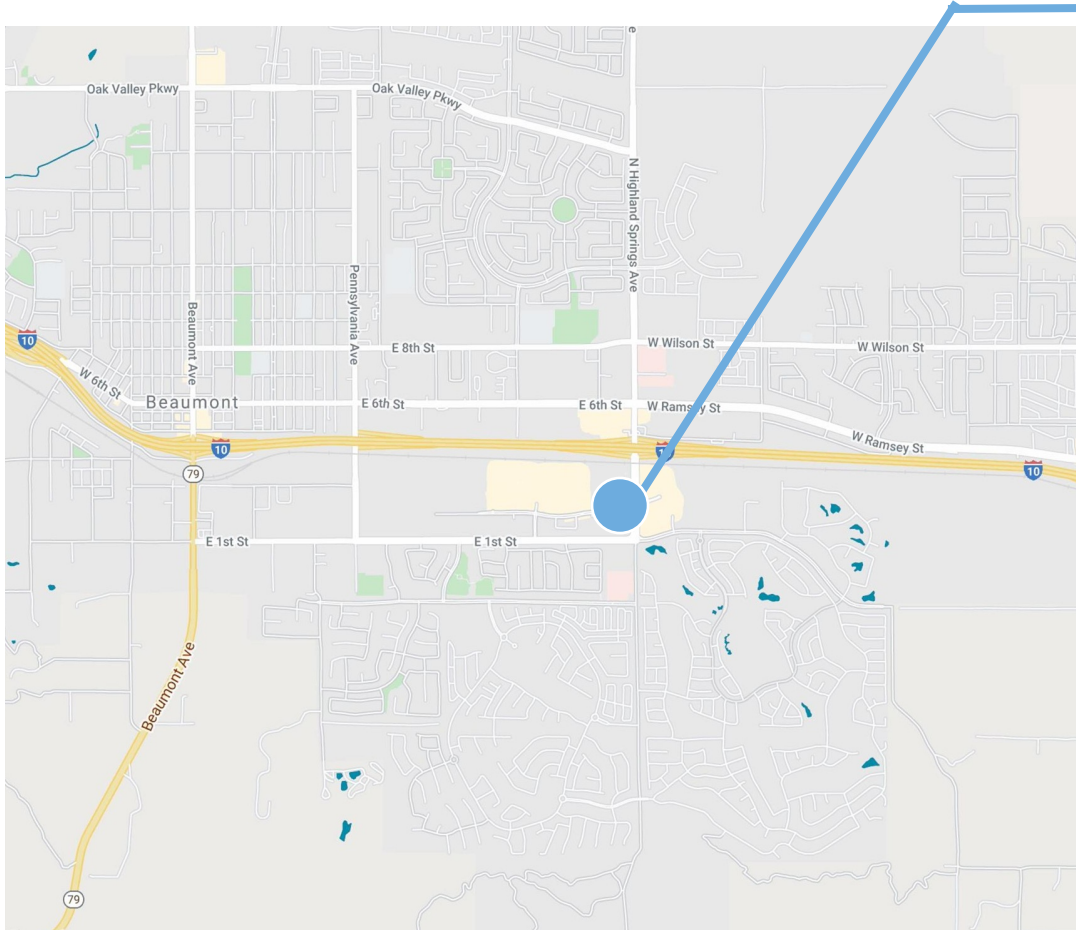 e
Oak Valley Pkwy
Oak Valley Pkwy
N Highland Springs Ave
Pennsylvania Ave
Beaumont Ave
10
E 8th St
W Wilson St
W Wilson St
W 6th St
Beaumont
E 6th St
E 6th St
W Ramsey St
W Ramsey St
10
10
79
E 1st St
E 1st St
Beaumont Ave
79